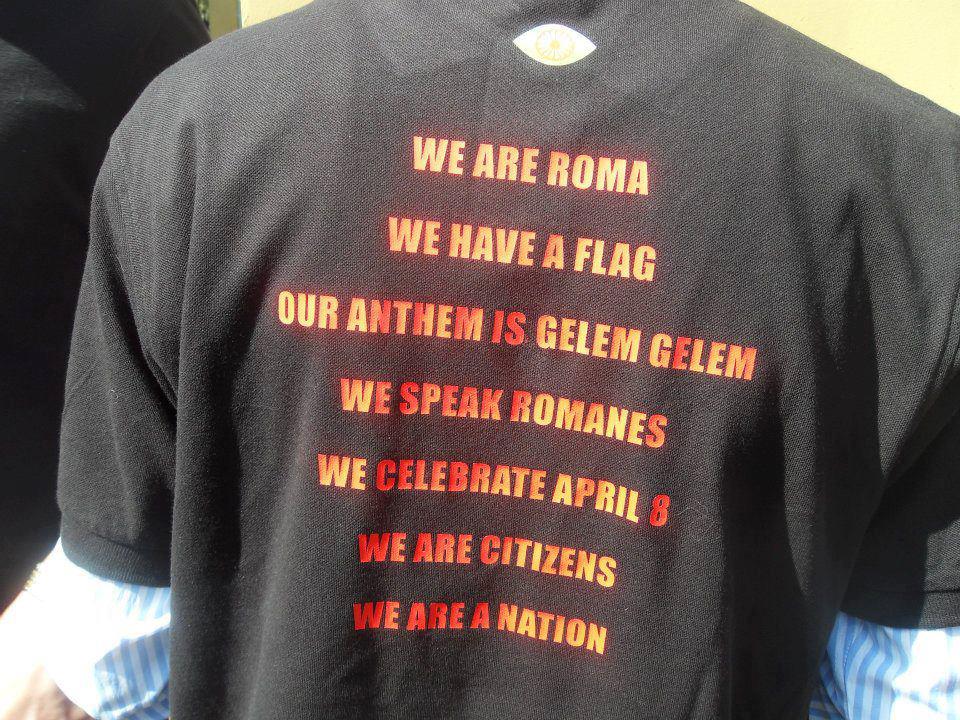 WE ARE ROMA
WE HAVE A FLAG
OUR ANTHEM IS GELEM GELEM
WE SPEAK ROMANES
WE CELEBRATE APRIL 8
WE ARE CITIZENS
WE ARE A NATION